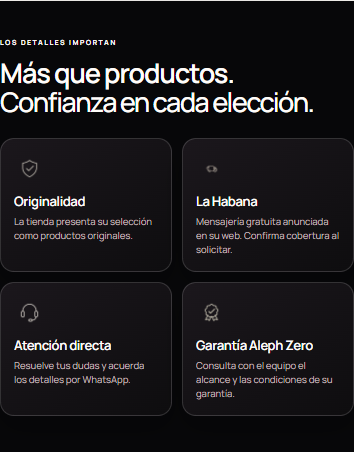 LOS DETALLES IMPORTAN
Más que productos.
Confianza en cada elección.
Originalidad
La tienda presenta su selección
como productos originales.
La Habana
Mensajería gratuita anunciada
en su web. Confirma cobertura al
solicitar.
Atención directa
Resuelve tus dudas y acuerda
los detalles por WhatsApp.
Garantía Aleph Zero
Consulta con el equipo el
alcance y las condiciones de su
garantía.